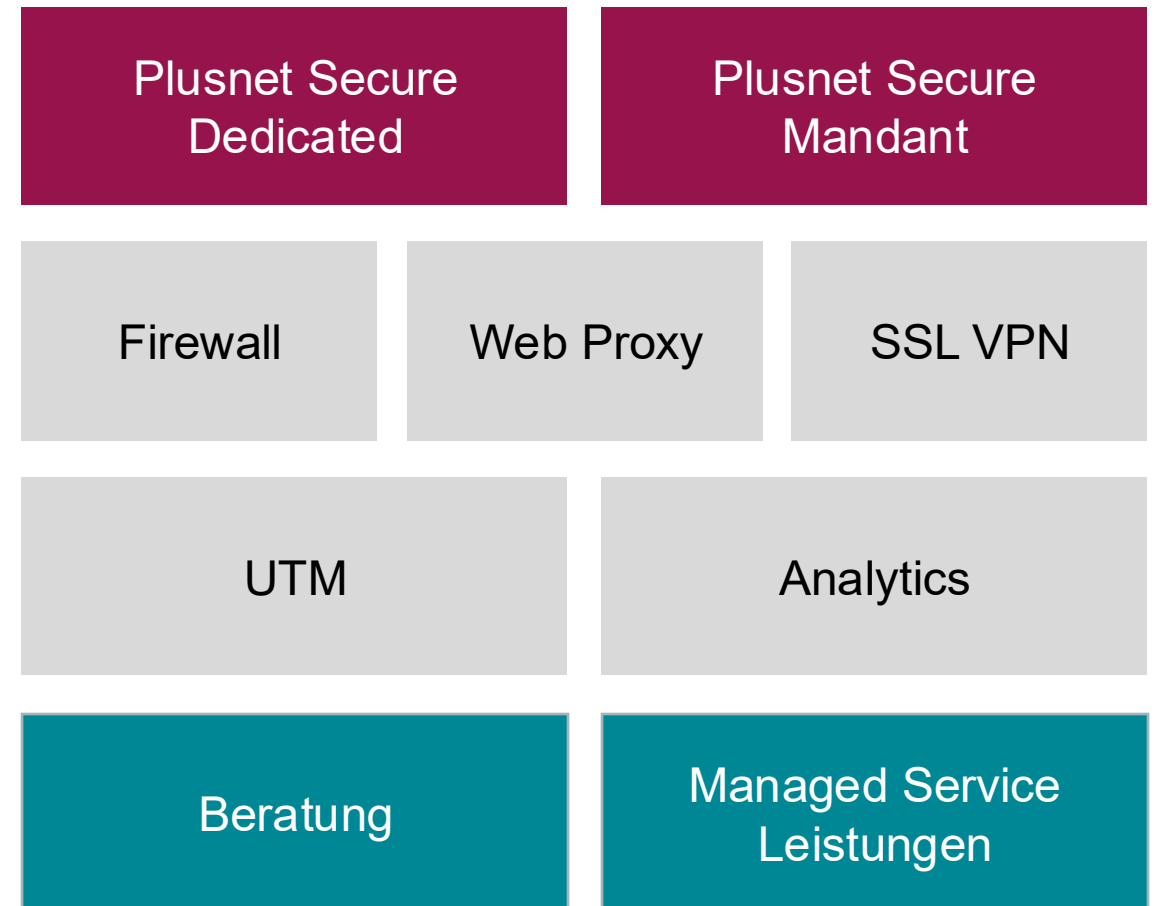 Plusnet Secure
Dedicated
Plusnet Secure
Mandant
Firewall
Web Proxy
SSL VPN
UTM
Analytics
Beratung
Managed Service
Leistungen